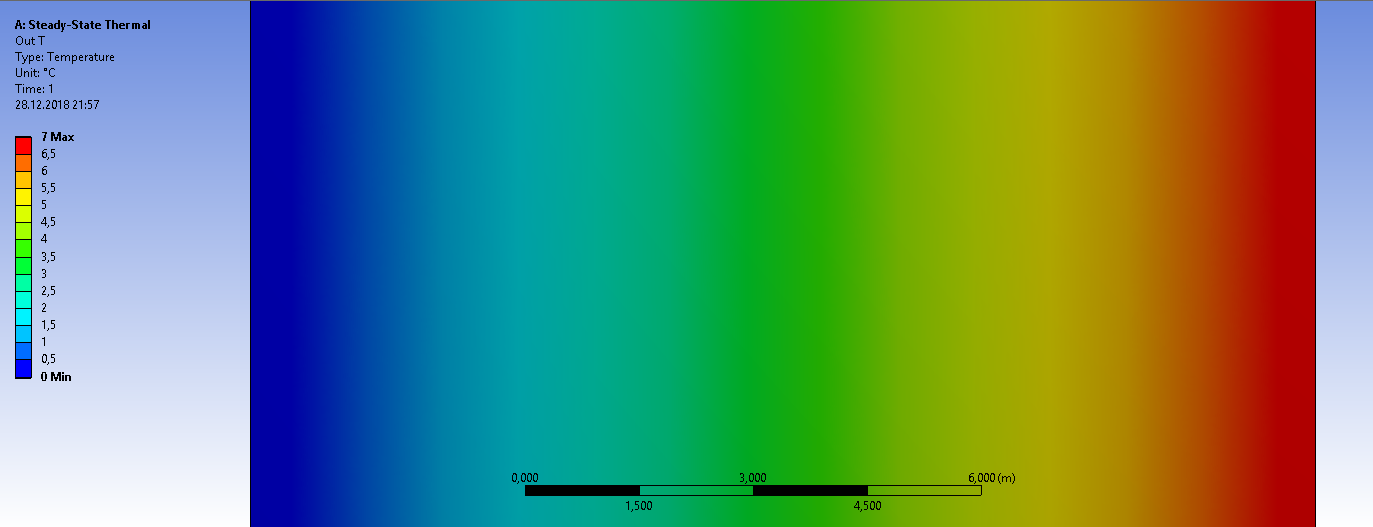 A: Steady-State Thermal
Out T
Type: Temperature
Unit: °C
Time: 1
28.12.2018 21:57
7 Max
6,5
6
5,5
5
4,5
4
3,5
3
2,5
2
1,5
1
0,5
0 Min
0,000 3,000 6,000 (m)
1,500 4,500